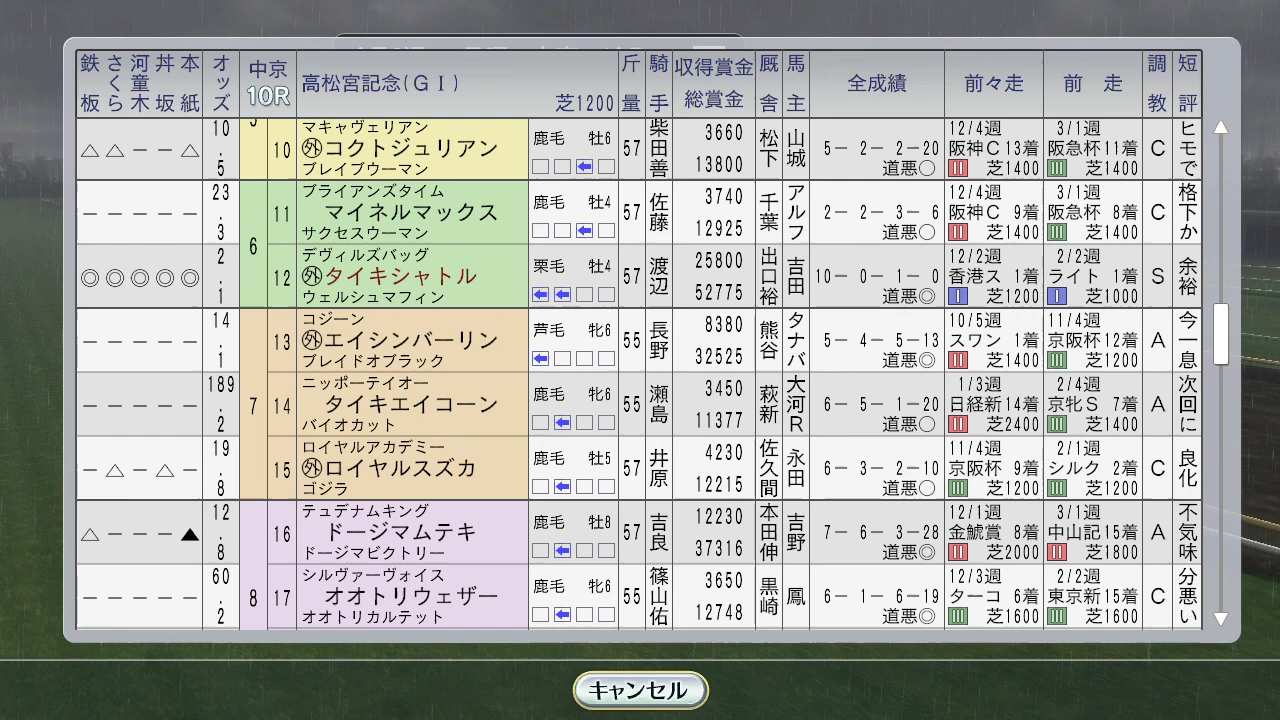 鉄板 さくら 河童木 井坂 本紙 オッズ 中京10R 高松宮記念(GⅠ) 芝1200 斤量 騎手 収得賞金 総賞金 厩舎 馬主 全成績 前々走 前 走 調教 短評
△ △ － － △ 10.5 10 マキャヴェリアン 外コクトジュリアン ブレイブウーマン 鹿毛 牡6 57 柴田善 3660 13800 松下 山城 5－ 2－ 2－20 道悪○ 12/4週 阪神C 13着 Ⅱ 芝1400 3/1週 阪急杯 11着 Ⅲ 芝1400 C ヒモで
－ － － － － 23.3 6 11 ブライアンズタイム マイネルマックス サクセスウーマン 鹿毛 牡4 57 佐藤 3740 12925 千葉 アルフ 2－ 2－ 3－ 6 道悪○ 12/4週 阪神C 9着 Ⅱ 芝1400 3/1週 阪急杯 8着 Ⅲ 芝1400 C 格下か
◎ ◎ ◎ ◎ ◎ 2.1 12 デヴィルズバッグ 外タイキシャトル ウェルシュマフィン 栗毛 牡4 57 渡辺 25800 52775 出口裕 吉田 10－ 0－ 1－ 0 道悪◎ 12/2週 香港ス 1着 Ⅰ 芝1200 2/2週 ライト 1着 Ⅰ 芝1000 S 余裕
－ － － － － 14.1 7 13 コジーン 外エイシンバーリン ブレイドオブラック 芦毛 牝6 55 長野 8380 32525 熊谷 タナバ 5－ 4－ 5－13 道悪◎ 10/5週 スワン 1着 Ⅱ 芝1400 11/4週 京阪杯 12着 Ⅲ 芝1200 A 今一息
－ － － － － 189.2 14 ニッポーテイオー タイキエイコーン バイオカット 鹿毛 牝6 55 瀬島 3450 11377 萩新 大河R 6－ 5－ 1－20 道悪○ 1/3週 日経新 14着 Ⅱ 芝2400 2/4週 京牝S 7着 Ⅲ 芝1400 A 次回に
－ △ － △ － 19.8 15 ロイヤルアカデミー 外ロイヤルスズカ ゴジラ 鹿毛 牡5 57 井原 4230 12215 佐久間 永田 6－ 3－ 2－10 道悪○ 11/4週 京阪杯 9着 Ⅲ 芝1200 2/1週 シルク 2着 Ⅲ 芝1200 C 良化
△ － － － ▲ 12.8 16 テュデナムキング ドージマムテキ ドージマビクトリー 鹿毛 牡8 57 吉良 12230 37316 本田伸 吉野 7－ 6－ 3－28 道悪◎ 12/1週 金鯱賞 8着 Ⅱ 芝2000 3/1週 中山記 15着 Ⅱ 芝1800 A 不気味
－ － － － － 60.2 8 17 シルヴァーヴォイス オオトリウェザー オオトリカルテット 鹿毛 牝6 55 篠山佑 3650 12748 黒崎 鳳 6－ 1－ 6－19 道悪◎ 12/3週 ターコ 6着 Ⅲ 芝1600 2/2週 東京新 15着 Ⅲ 芝1600 C 分悪い
キャンセル